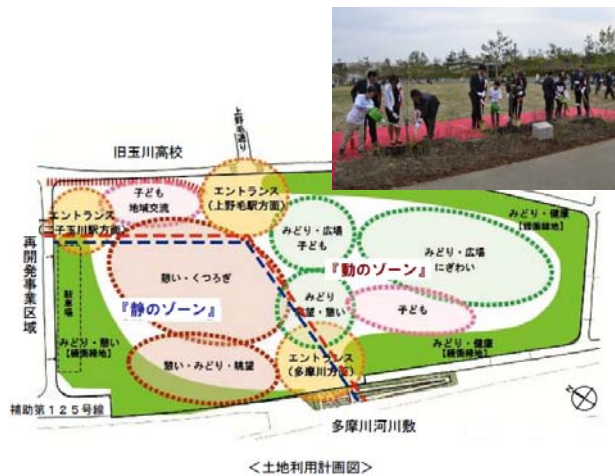 上野毛通り
旧玉川高校
エントランス
(二子玉川駅方面)
子ども
地域交流
エントランス
(上野毛駅方面)
みどり・広場
子ども
みどり・健康
【緩衝緑地】
みどり・広場
にぎわい
再開発事業区域
駐車場
憩い・くつろぎ
『静のゾーン』
『動のゾーン』
みどり
眺望・憩い
子ども
みどり・憩い
【緩衝緑地】
憩い・みどり・眺望
エントランス
(多摩川方面)
みどり・健康
【緩衝緑地】
補助第125号線
多摩川河川敷
<土地利用計画図>